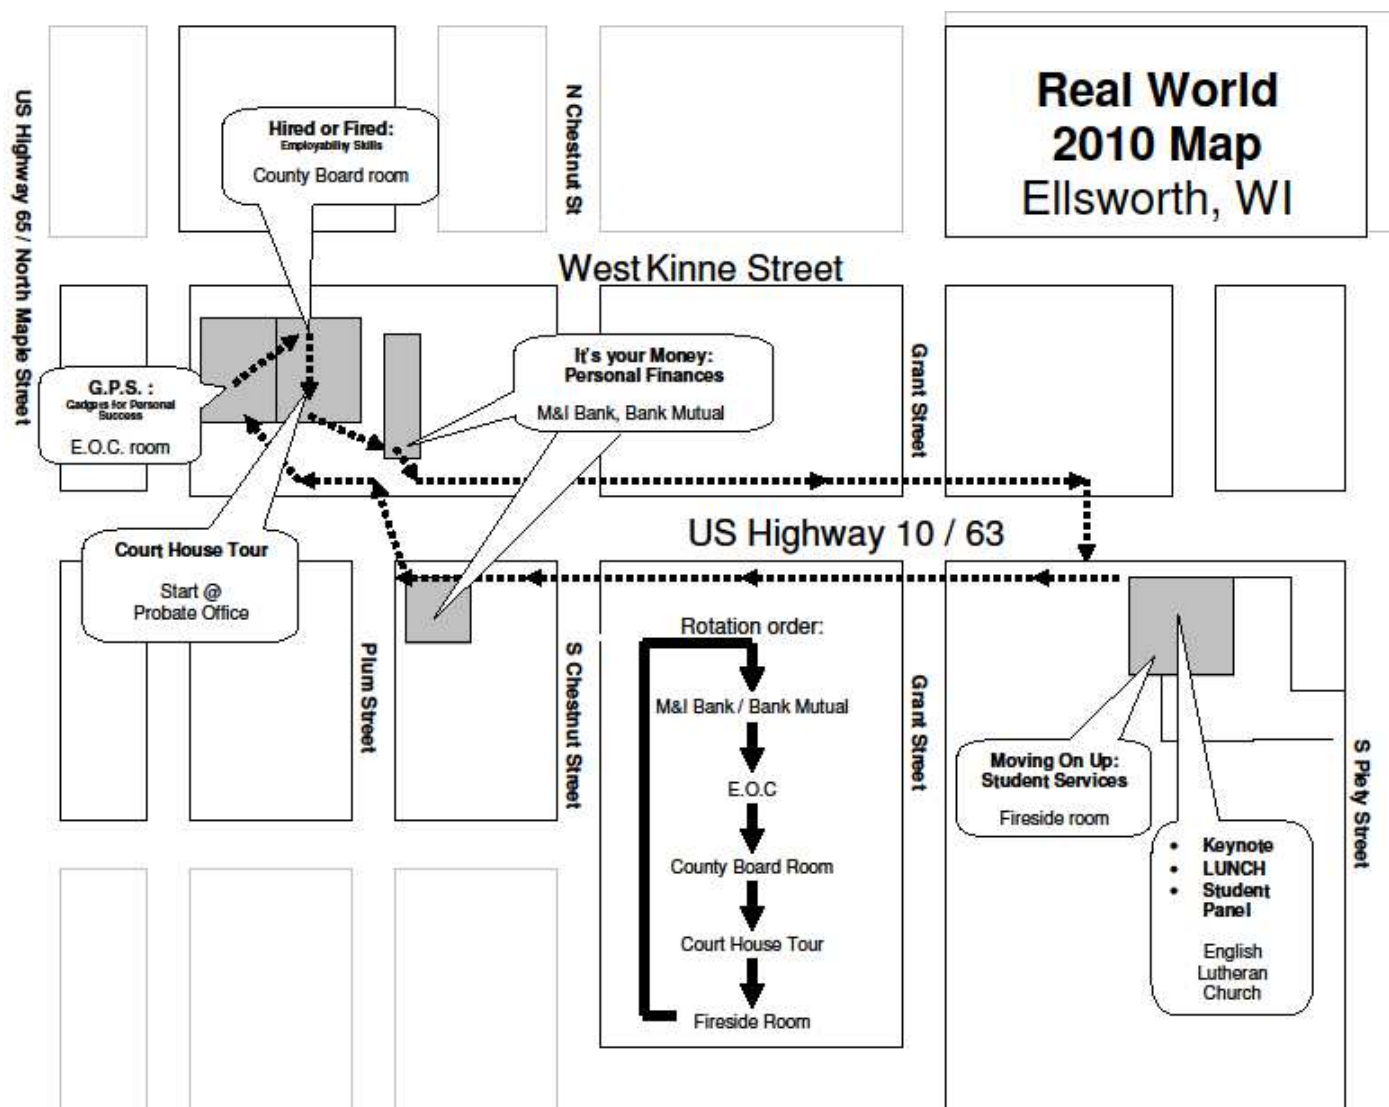 Real World
2010 Map
Ellsworth, WI
US Highway 65 / North Maple Street
N Chestnut St
Hired or Fired:
Employability Skills
County Board room
West Kinne Street
It's your Money:
Personal Finances
M&I Bank, Bank Mutual
Grant Street
G.P.S. :
Gadgets for Personal
Success
E.O.C. room
US Highway 10 / 63
Court House Tour
Start @
Probate Office
Plum Street
S Chestnut Street
Rotation order:
M&I Bank / Bank Mutual
E.O.C
County Board Room
Court House Tour
Fireside Room
Grant Street
Moving On Up:
Student Services
Fireside room
S Piety Street
• Keynote
• LUNCH
• Student
Panel
English
Lutheran
Church